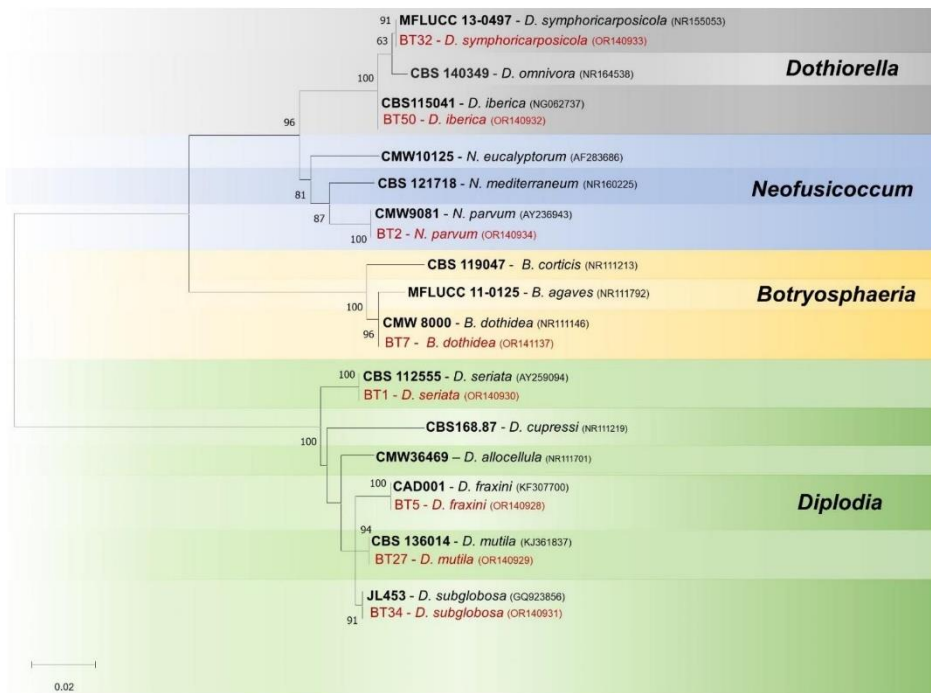 91 MFLUCC 13-0497 - D. symphoricarposicola (NR155053)
63 BT32 - D. symphoricarposicola (OR140933)
CBS 140349 - D. omnivora (NR164538)
Dothiorella
100
CBS115041 - D. iberica (NG062737)
BT50 - D. iberica (OR140932)
96
CMW10125 - N. eucalyptorum (AF283686)
CBS 121718 - N. mediterraneum (NR160225)
Neofusicoccum
81
87
CMW9081 - N. parvum (AY236943)
100 BT2 - N. parvum (OR140934)
CBS 119047 - B. corticis (NR111213)
MFLUCC 11-0125 - B. agaves (NR111792)
Botryosphaeria
100
CMW 8000 - B. dothidea (NR111146)
96 BT7 - B. dothidea (OR141137)
100 CBS 112555 - D. seriata (AY259094)
BT1 - D. seriata (OR140930)
CBS168.87 - D. cupressi (NR111219)
100
CMW36469 – D. allocellula (NR111701)
100 CAD001 - D. fraxini (KF307700)
BT5 - D. fraxini (OR140928)
Diplodia
94
CBS 136014 - D. mutila (KJ361837)
BT27 - D. mutila (OR140929)
JL453 - D. subglobosa (GQ923856)
91 BT34 - D. subglobosa (OR140931)
0.02